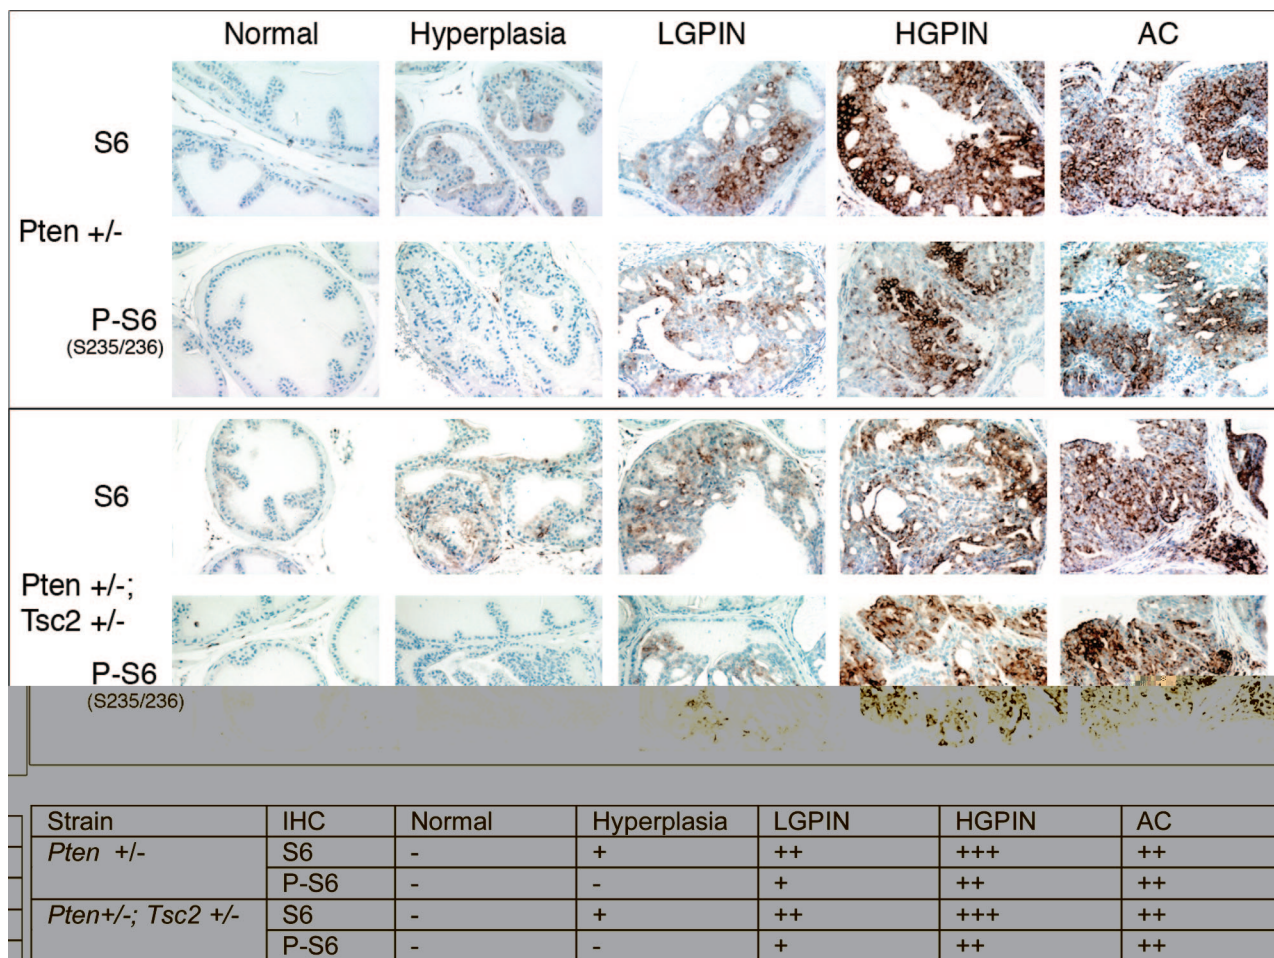 Normal Hyperplasia LGPIN HGPIN AC
S6
Pten +/-
P-S6
(S235/236)
S6
Pten +/-;
Tsc2 +/-
P-S6
(S235/236)
Strain IHC Normal Hyperplasia LGPIN HGPIN AC
Pten +/- S6 - + ++ +++ ++
P-S6 - - + ++ ++
Pten+/-; Tsc2 +/- S6 - + ++ +++ ++
P-S6 - - + ++ ++